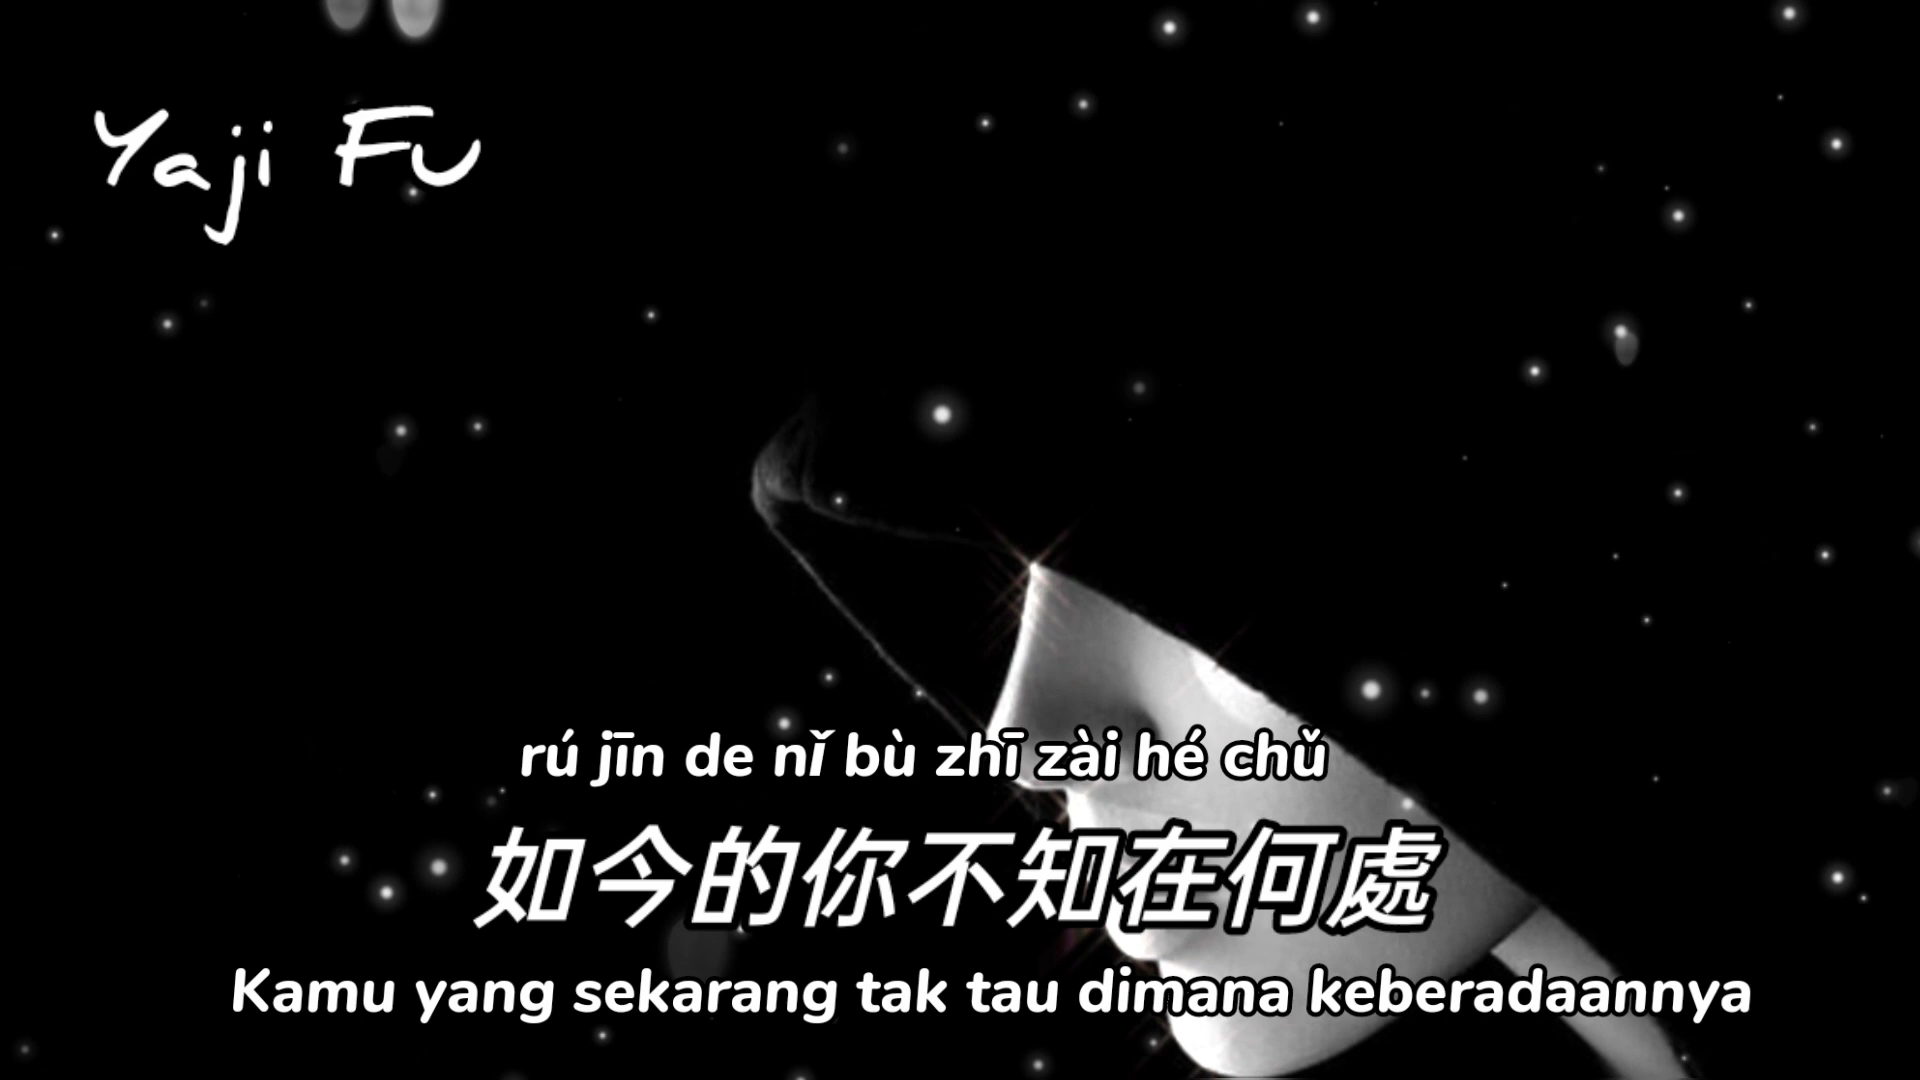 Yaji Fu
rú jīn de nǐ bù zhī zài hé chǔ
如今的你不知在何處
Kamu yang sekarang tak tau dimana keberadaannya